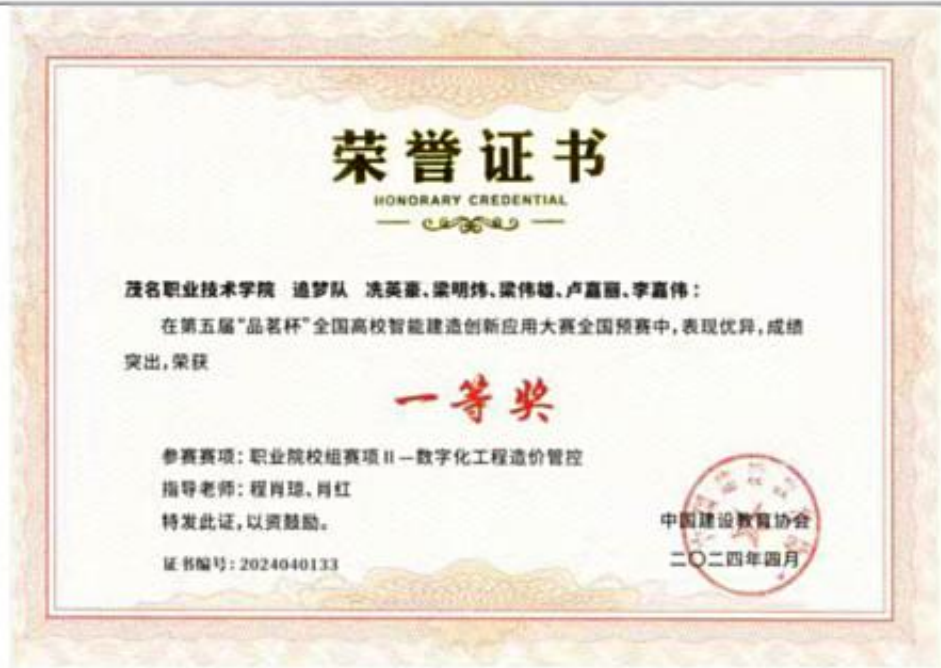 荣誉证书
HONORARY CREDENTIAL
茂名职业技术学院 追梦队 冼英豪、梁明炜、梁伟雄、卢嘉丽、李嘉伟：
在第五届"品茗杯"全国高校智能建造创新应用大赛全国预赛中，表现优异，成绩
突出，荣获
一等奖
参赛赛项：职业院校组赛项Ⅱ—数字化工程造价管控
指导老师：程肖琼、肖红
特发此证，以资鼓励。
中国建设教育协会
二〇二四年四月
证书编号：2024040133